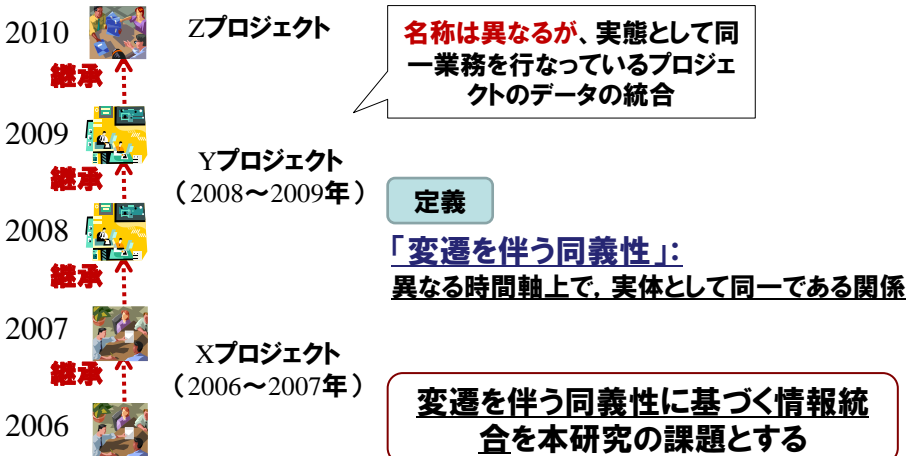 2010
Zプロジェクト
継承
名称は異なるが、実態として同
一業務を行なっているプロジェ
クトのデータの統合
2009
継承
Yプロジェクト
（2008～2009年）
2008
継承
定義
「変遷を伴う同義性」:
異なる時間軸上で, 実体として同一である関係
2007
継承
Xプロジェクト
（2006～2007年）
2006
変遷を伴う同義性に基づく情報統
合を本研究の課題とする